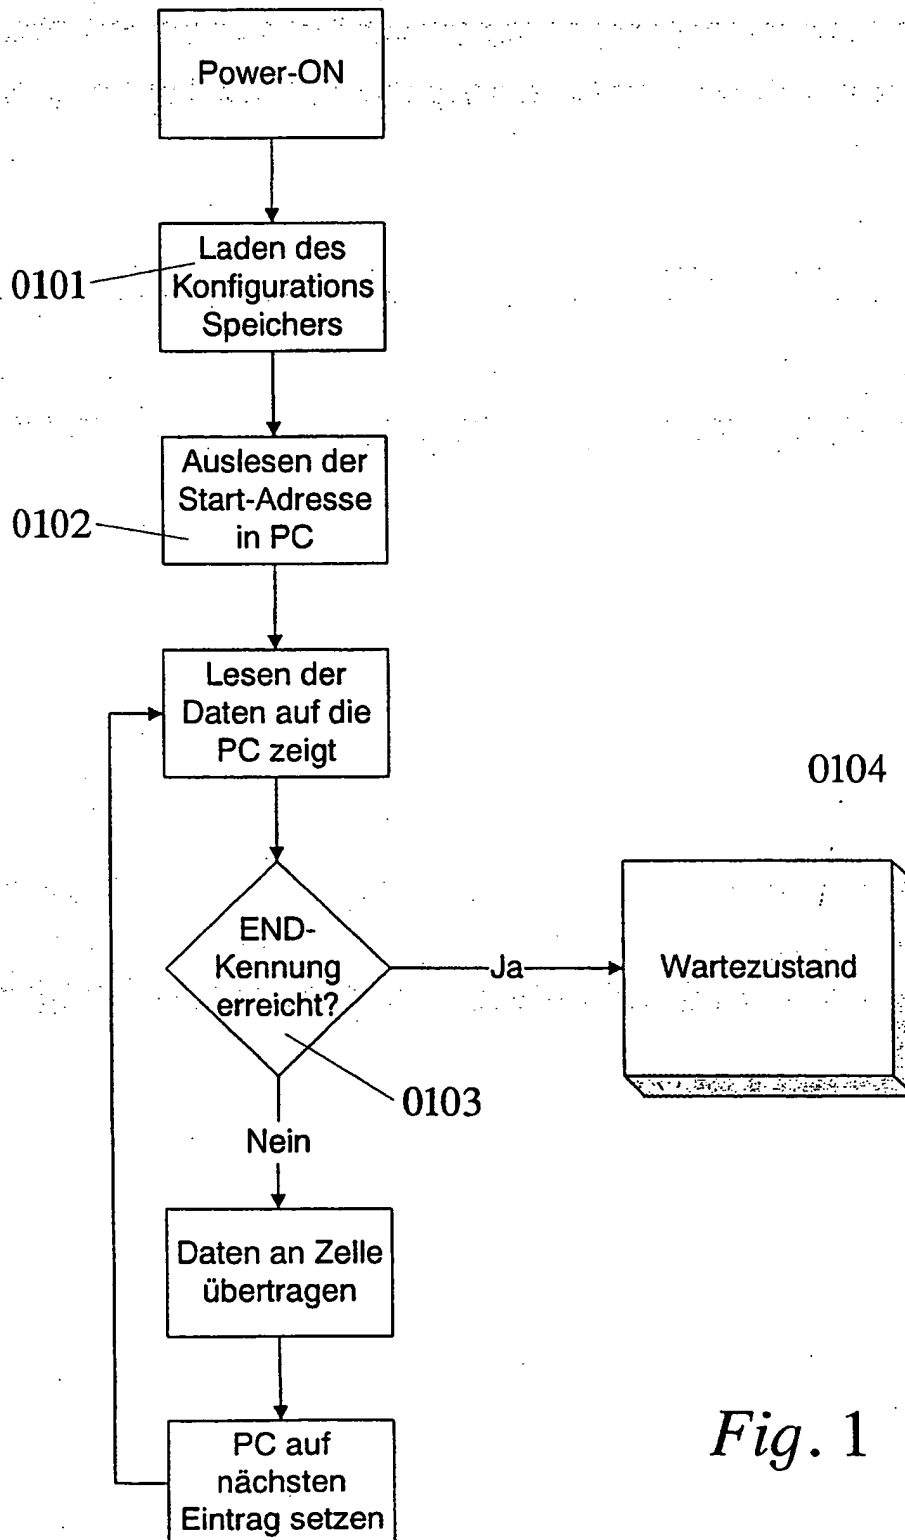 Power-ON
0101
Laden des
Konfigurations
Speichers
0102
Auslesen der
Start-Adresse
in PC
Lesen der
Daten auf die
PC zeigt
0104
END-
Kennung
erreicht?
Ja
Wartezustand
0103
Nein
Daten an Zelle
übertragen
PC auf
nächsten
Eintrag setzen
Fig. 1